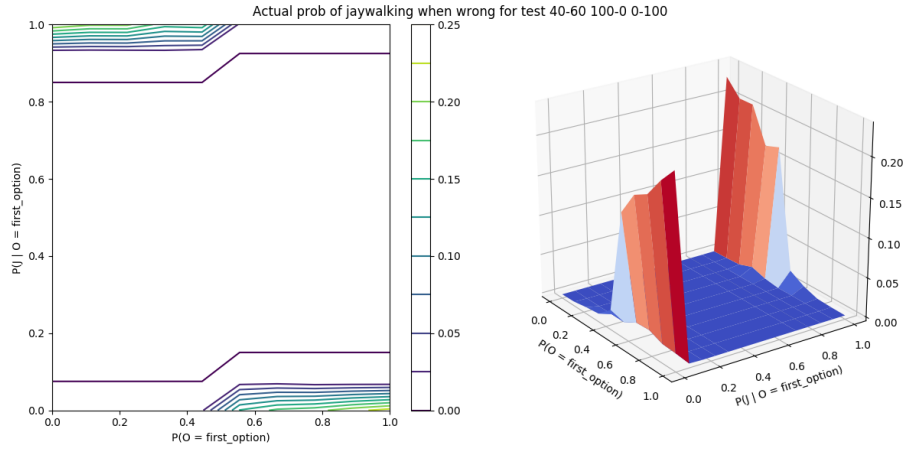 Actual prob of jaywalking when wrong for test 40-60 100-0 0-100
1.0
0.8
0.6
0.4
0.2
0.0
P(J | O = first_option)
0.0 0.2 0.4 0.6 0.8 1.0
P(O = first_option)
0.25
0.20
0.15
0.10
0.05
0.00
0.20
0.15
0.10
0.05
0.00
0.0 0.2 0.4 0.6 0.8 1.0
P(O = first_option)
0.0 0.2 0.4 0.6 0.8 1.0
P(J | O = first_option)